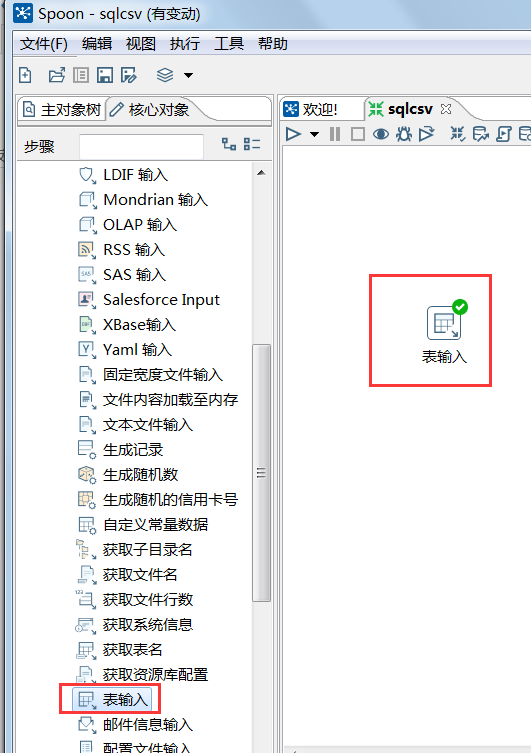 Spoon - sqlcsv (有变动)
文件(F) 编辑 视图 执行 工具 帮助
主对象树 核心对象
欢迎! sqlcsv
步骤
LDIF 输入
Mondrian 输入
OLAP 输入
RSS 输入
SAS 输入
Salesforce Input
XBase输入
Yaml 输入
固定宽度文件输入
文件内容加载至内存
文本文件输入
生成记录
生成随机数
生成随机的信用卡号
自定义常量数据
获取子目录名
获取文件名
获取文件行数
获取系统信息
获取表名
获取资源库配置
表输入
邮件信息输入
配置文件输入
表输入